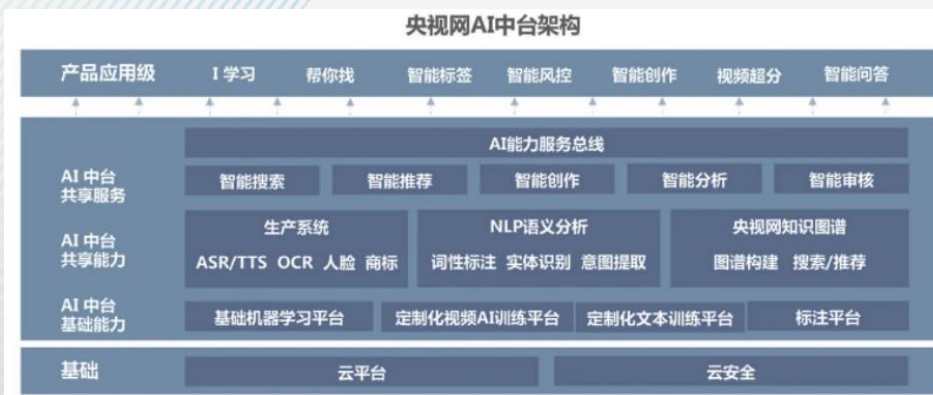 央视网AI中台架构
产品应用级 I 学习 帮你找 智能标签 智能风控 智能创作 视频超分 智能问答
AI能力服务总线
AI 中台
共享服务
智能搜索 智能推荐 智能创作 智能分析 智能审核
AI 中台
共享能力
生产系统 NLP语义分析 央视网知识图谱
ASR/TTS OCR 人脸 商标 词性标注 实体识别 意图提取 图谱构建 搜索/推荐
AI 中台
基础能力
基础机器学习平台 定制化视频AI训练平台 定制化文本训练平台 标注平台
基础 云平台 云安全